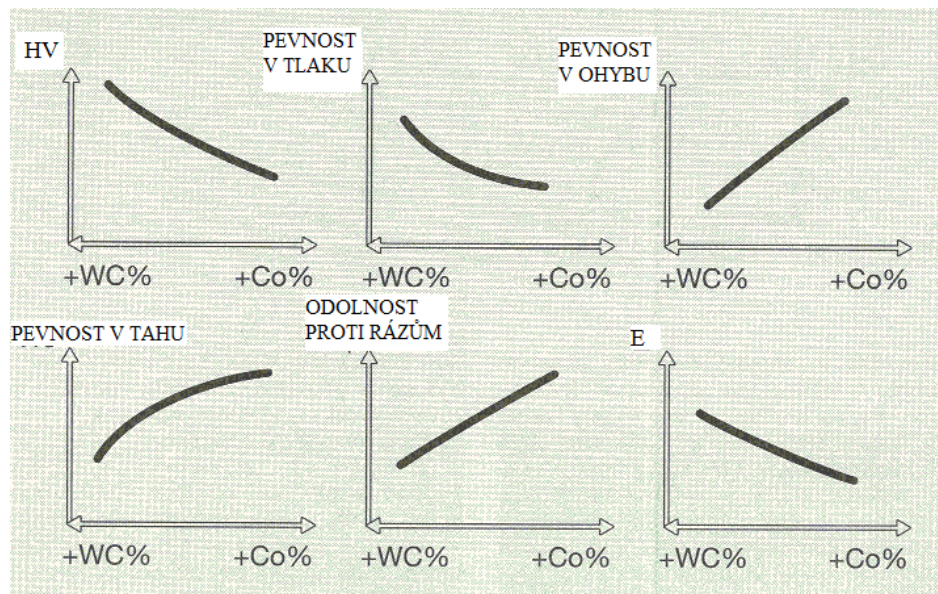 HV
PEVNOST
V TLAKU
PEVNOST
V OHYBU
+WC%
+Co%
+WC%
+Co%
+WC%
+Co%
PEVNOST V TAHU
ODOLNOST
PROTI RÁZŮM
E
+WC%
+Co%
+WC%
+Co%
+WC%
+Co%